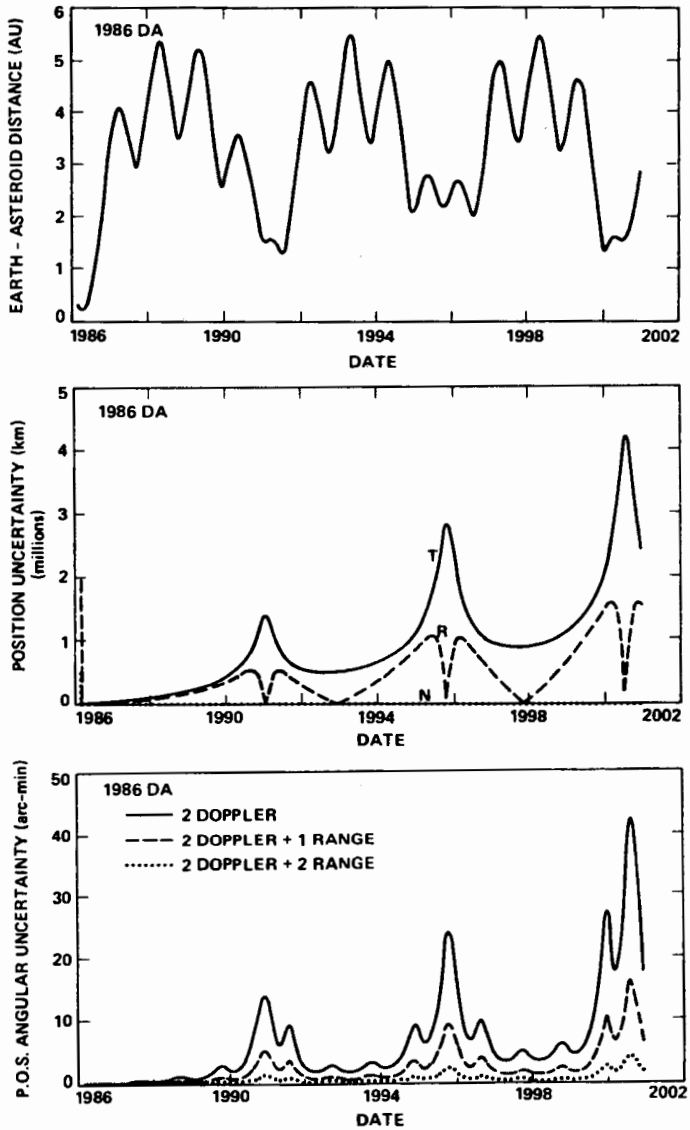 EARTH - ASTEROID DISTANCE (AU)
1986 DA
6
5
4
3
2
1
0
1986 1990 1994 1998 2002
DATE
POSITION UNCERTAINTY (km)
(millions)
1986 DA
5
4
3
2
1
0
T
R
N
1986 1990 1994 1998 2002
DATE
P.O.S. ANGULAR UNCERTAINTY (arc-min)
1986 DA
2 DOPPLER
2 DOPPLER + 1 RANGE
2 DOPPLER + 2 RANGE
50
40
30
20
10
0
1986 1990 1994 1998 2002
DATE